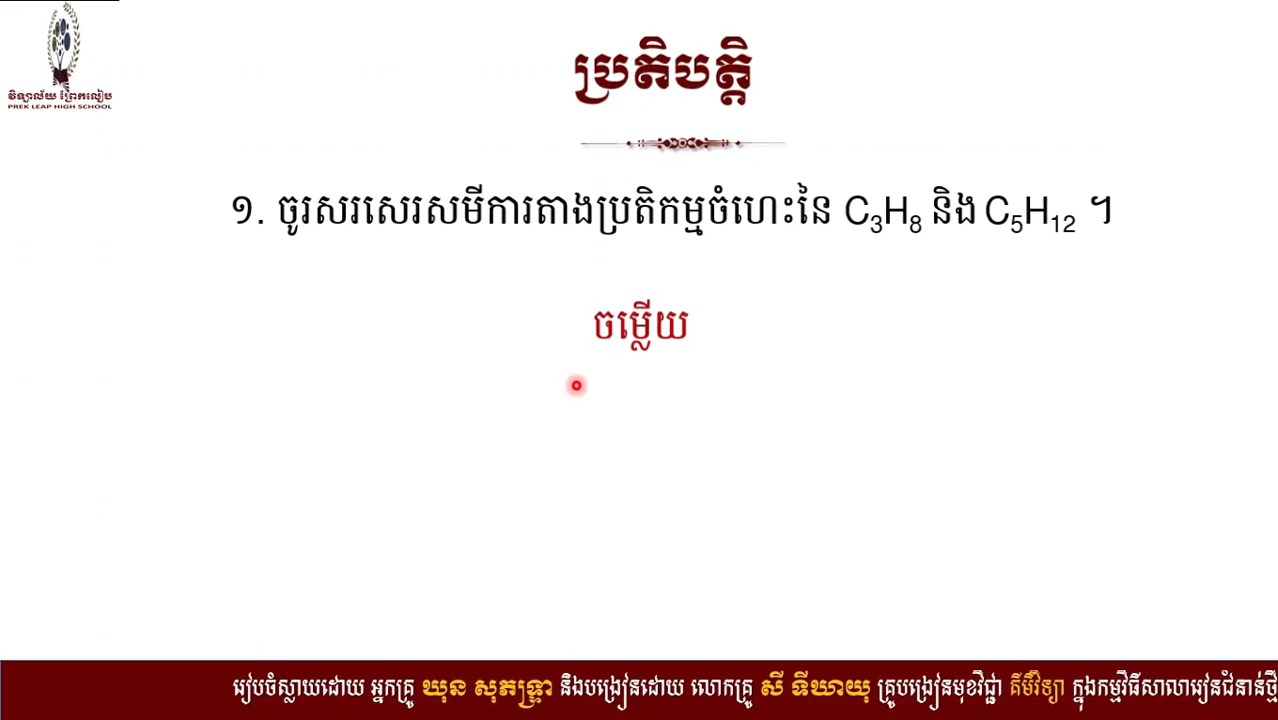 វិទ្យាល័យ ព្រែកលៀប
PREK LEAP HIGH SCHOOL
ប្រតិបត្តិ
១. ចូរសរសេរសមីការតាងប្រតិកម្មចំហេះនៃ C₃H₈ និង C₅H₁₂ ។
ចម្លើយ
រៀបចំស្លាយដោយ អ្នកគ្រូ ឃុន សុភន្ទ្រា និងបង្រៀនដោយ លោកគ្រូ ស៊ី ទីឃាយុ គ្រូបង្រៀនមុខវិជ្ជា គីមីវិទ្យា ក្នុងកម្មវិធីសាលារៀនជំនាន់ថ្មី